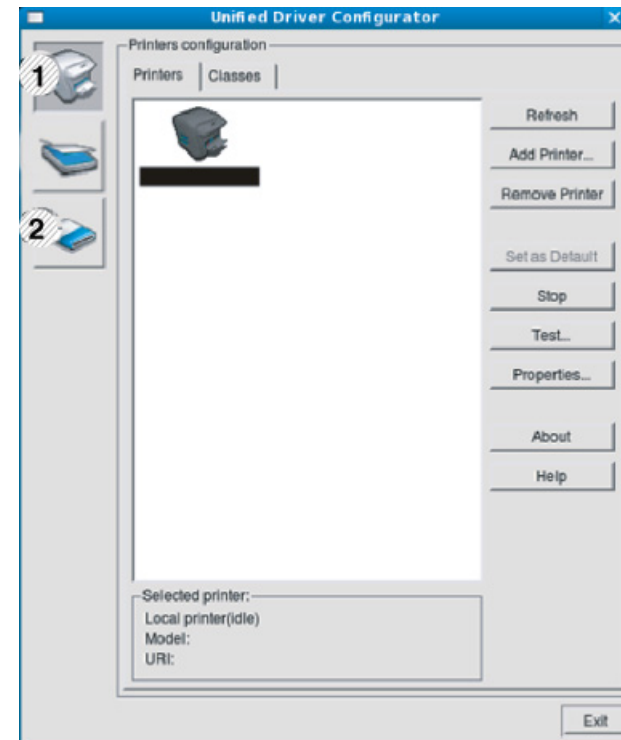 Unified Driver Configurator
Printers configuration
1
Printers
Classes
Refresh
Add Printer...
Remove Printer
2
Set as Default
Stop
Test...
Properties...
About
Help
Selected printer:
Local printer(idle)
Model:
URI:
Exit